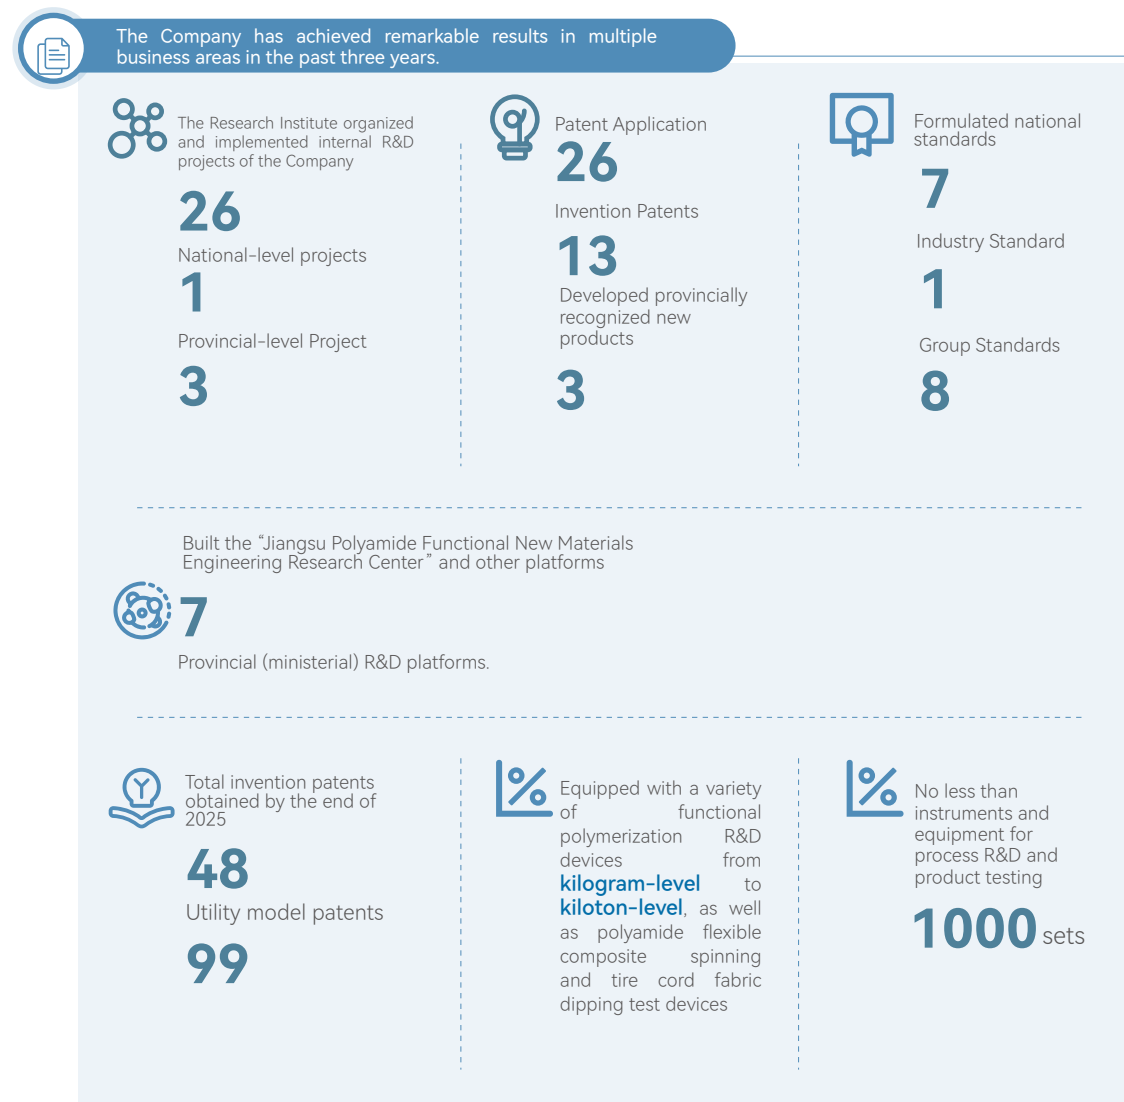 The Company has achieved remarkable results in multiple
business areas in the past three years.
The Research Institute organized
and implemented internal R&D
projects of the Company
26
National-level projects
1
Provincial-level Project
3
Patent Application
26
Invention Patents
13
Developed provincially
recognized new
products
3
Formulated national
standards
7
Industry Standard
1
Group Standards
8
Built the “Jiangsu Polyamide Functional New Materials
Engineering Research Center” and other platforms
7
Provincial (ministerial) R&D platforms.
Total invention patents
obtained by the end of
2025
48
Utility model patents
99
Equipped with a variety
of functional
polymerization R&D
devices from
kilogram-level to
kiloton-level, as well
as polyamide flexible
composite spinning
and tire cord fabric
dipping test devices
No less than
instruments and
equipment for
process R&D and
product testing
1000 sets